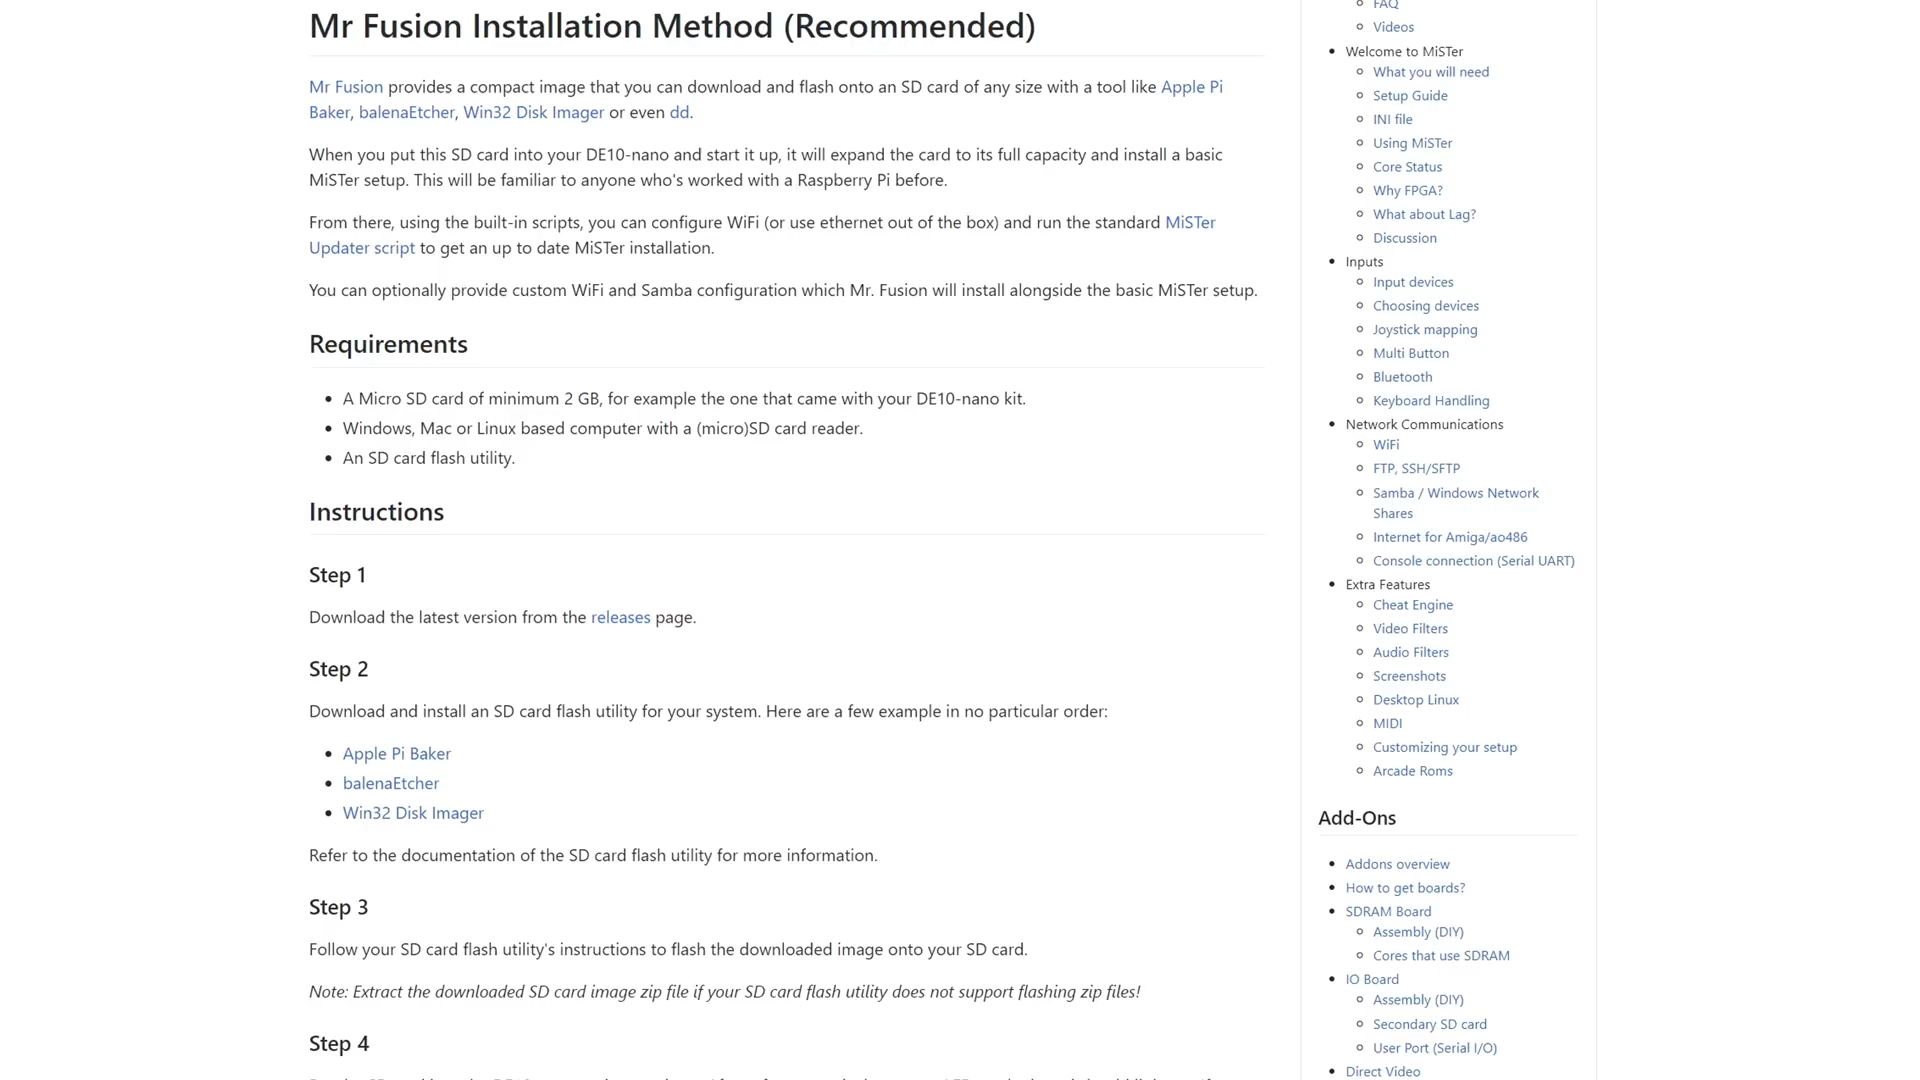 Mr Fusion Installation Method (Recommended)
Mr Fusion provides a compact image that you can download and flash onto an SD card of any size with a tool like Apple Pi
Baker, balenaEtcher, Win32 Disk Imager or even dd.
When you put this SD card into your DE10-nano and start it up, it will expand the card to its full capacity and install a basic
MiSTer setup. This will be familiar to anyone who's worked with a Raspberry Pi before.
From there, using the built-in scripts, you can configure WiFi (or use ethernet out of the box) and run the standard MiSTer
Updater script to get an up to date MiSTer installation.
You can optionally provide custom WiFi and Samba configuration which Mr. Fusion will install alongside the basic MiSTer setup.
Requirements
• A Micro SD card of minimum 2 GB, for example the one that came with your DE10-nano kit.
• Windows, Mac or Linux based computer with a (micro)SD card reader.
• An SD card flash utility.
Instructions
Step 1
Download the latest version from the releases page.
Step 2
Download and install an SD card flash utility for your system. Here are a few example in no particular order:
• Apple Pi Baker
• balenaEtcher
• Win32 Disk Imager
Refer to the documentation of the SD card flash utility for more information.
Step 3
Follow your SD card flash utility's instructions to flash the downloaded image onto your SD card.
Note: Extract the downloaded SD card image zip file if your SD card flash utility does not support flashing zip files!
Step 4
FAQ
Videos
Welcome to MiSTer
What you will need
Setup Guide
INI file
Using MiSTer
Core Status
Why FPGA?
What about Lag?
Discussion
Inputs
Input devices
Choosing devices
Joystick mapping
Multi Button
Bluetooth
Keyboard Handling
Network Communications
WiFi
FTP, SSH/SFTP
Samba / Windows Network
Shares
Internet for Amiga/ao486
Console connection (Serial UART)
Extra Features
Cheat Engine
Video Filters
Audio Filters
Screenshots
Desktop Linux
MIDI
Customizing your setup
Arcade Roms
Add-Ons
Addons overview
How to get boards?
SDRAM Board
Assembly (DIY)
Cores that use SDRAM
IO Board
Assembly (DIY)
Secondary SD card
User Port (Serial I/O)
Direct Video